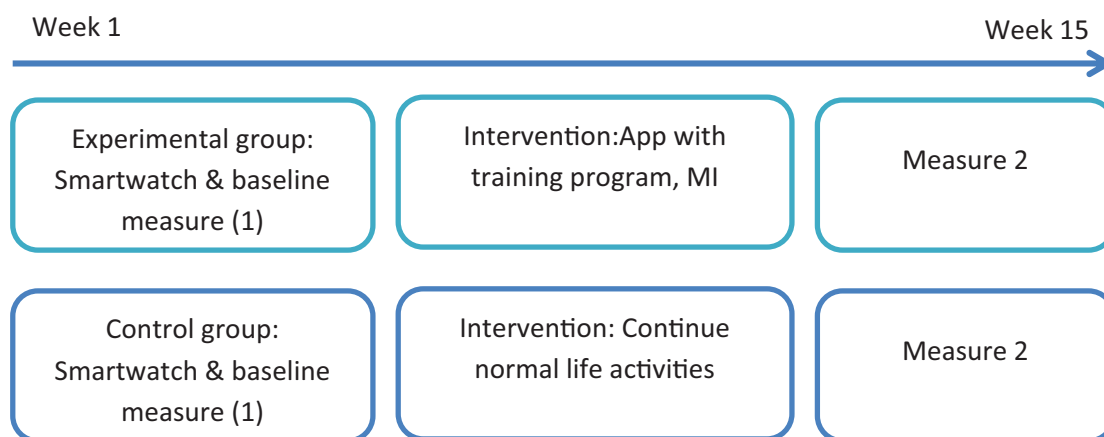 Week 1
Week 15
Experimental group:
Smartwatch & baseline
measure (1)
Intervention:App with
training program, MI
Measure 2
Control group:
Smartwatch & baseline
measure (1)
Intervention: Continue
normal life activities
Measure 2